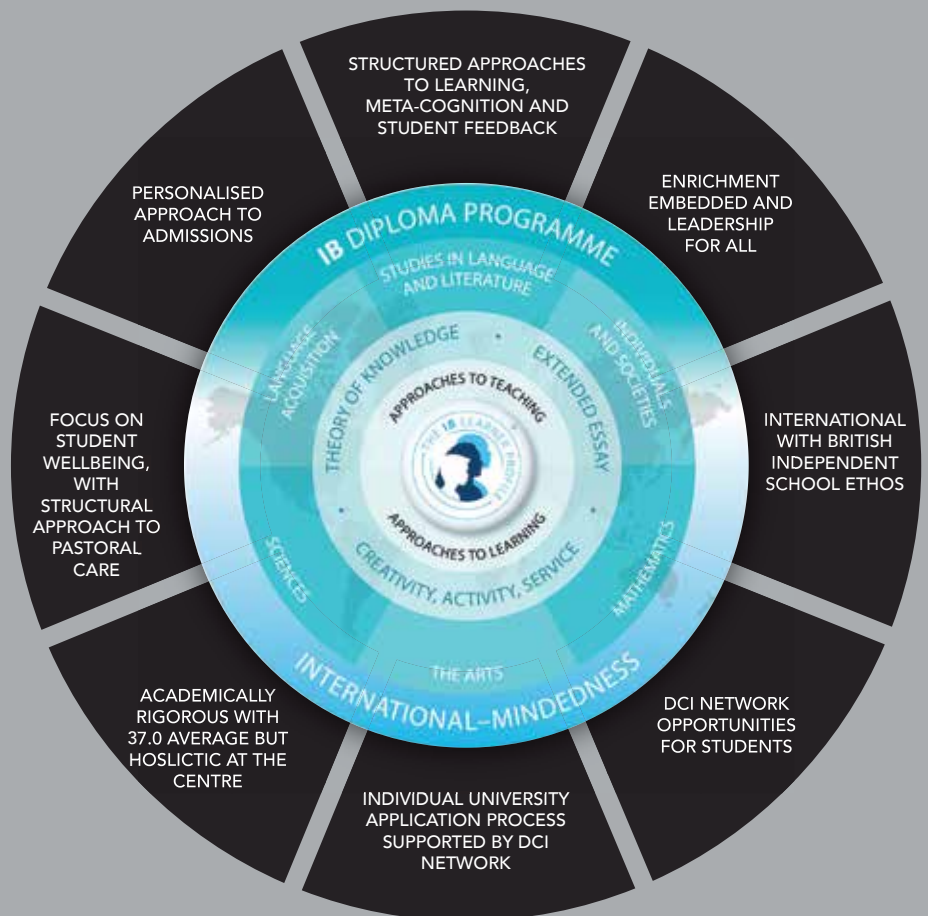 STRUCTURED APPROACHES
TO LEARNING,
META-COGNITION AND
STUDENT FEEDBACK
ENRICHMENT
EMBEDDED AND
LEADERSHIP
FOR ALL
INTERNATIONAL
WITH BRITISH
INDEPENDENT
SCHOOL ETHOS
DCI NETWORK
OPPORTUNITIES
FOR STUDENTS
INDIVIDUAL UNIVERSITY
APPLICATION PROCESS
SUPPORTED BY DCI
NETWORK
ACADEMICALLY
RIGOROUS WITH
37.0 AVERAGE BUT
HOSLICTIC AT THE
CENTRE
FOCUS ON
STUDENT
WELLBEING,
WITH
STRUCTURAL
APPROACH TO
PASTORAL
CARE
PERSONALISED
APPROACH TO
ADMISSIONS
IB DIPLOMA PROGRAMME
STUDIES IN LANGUAGE
AND LITERATURE
INDIVIDUALS
AND SOCIETIES
MATHEMATICS
THE ARTS
SCIENCES
LANGUAGE
ACQUISITION
THEORY OF KNOWLEDGE
EXTENDED ESSAY
CREATIVITY, ACTIVITY, SERVICE
APPROACHES TO TEACHING
THE IB LEARNER PROFILE
APPROACHES TO LEARNING
INTERNATIONAL–MINDEDNESS